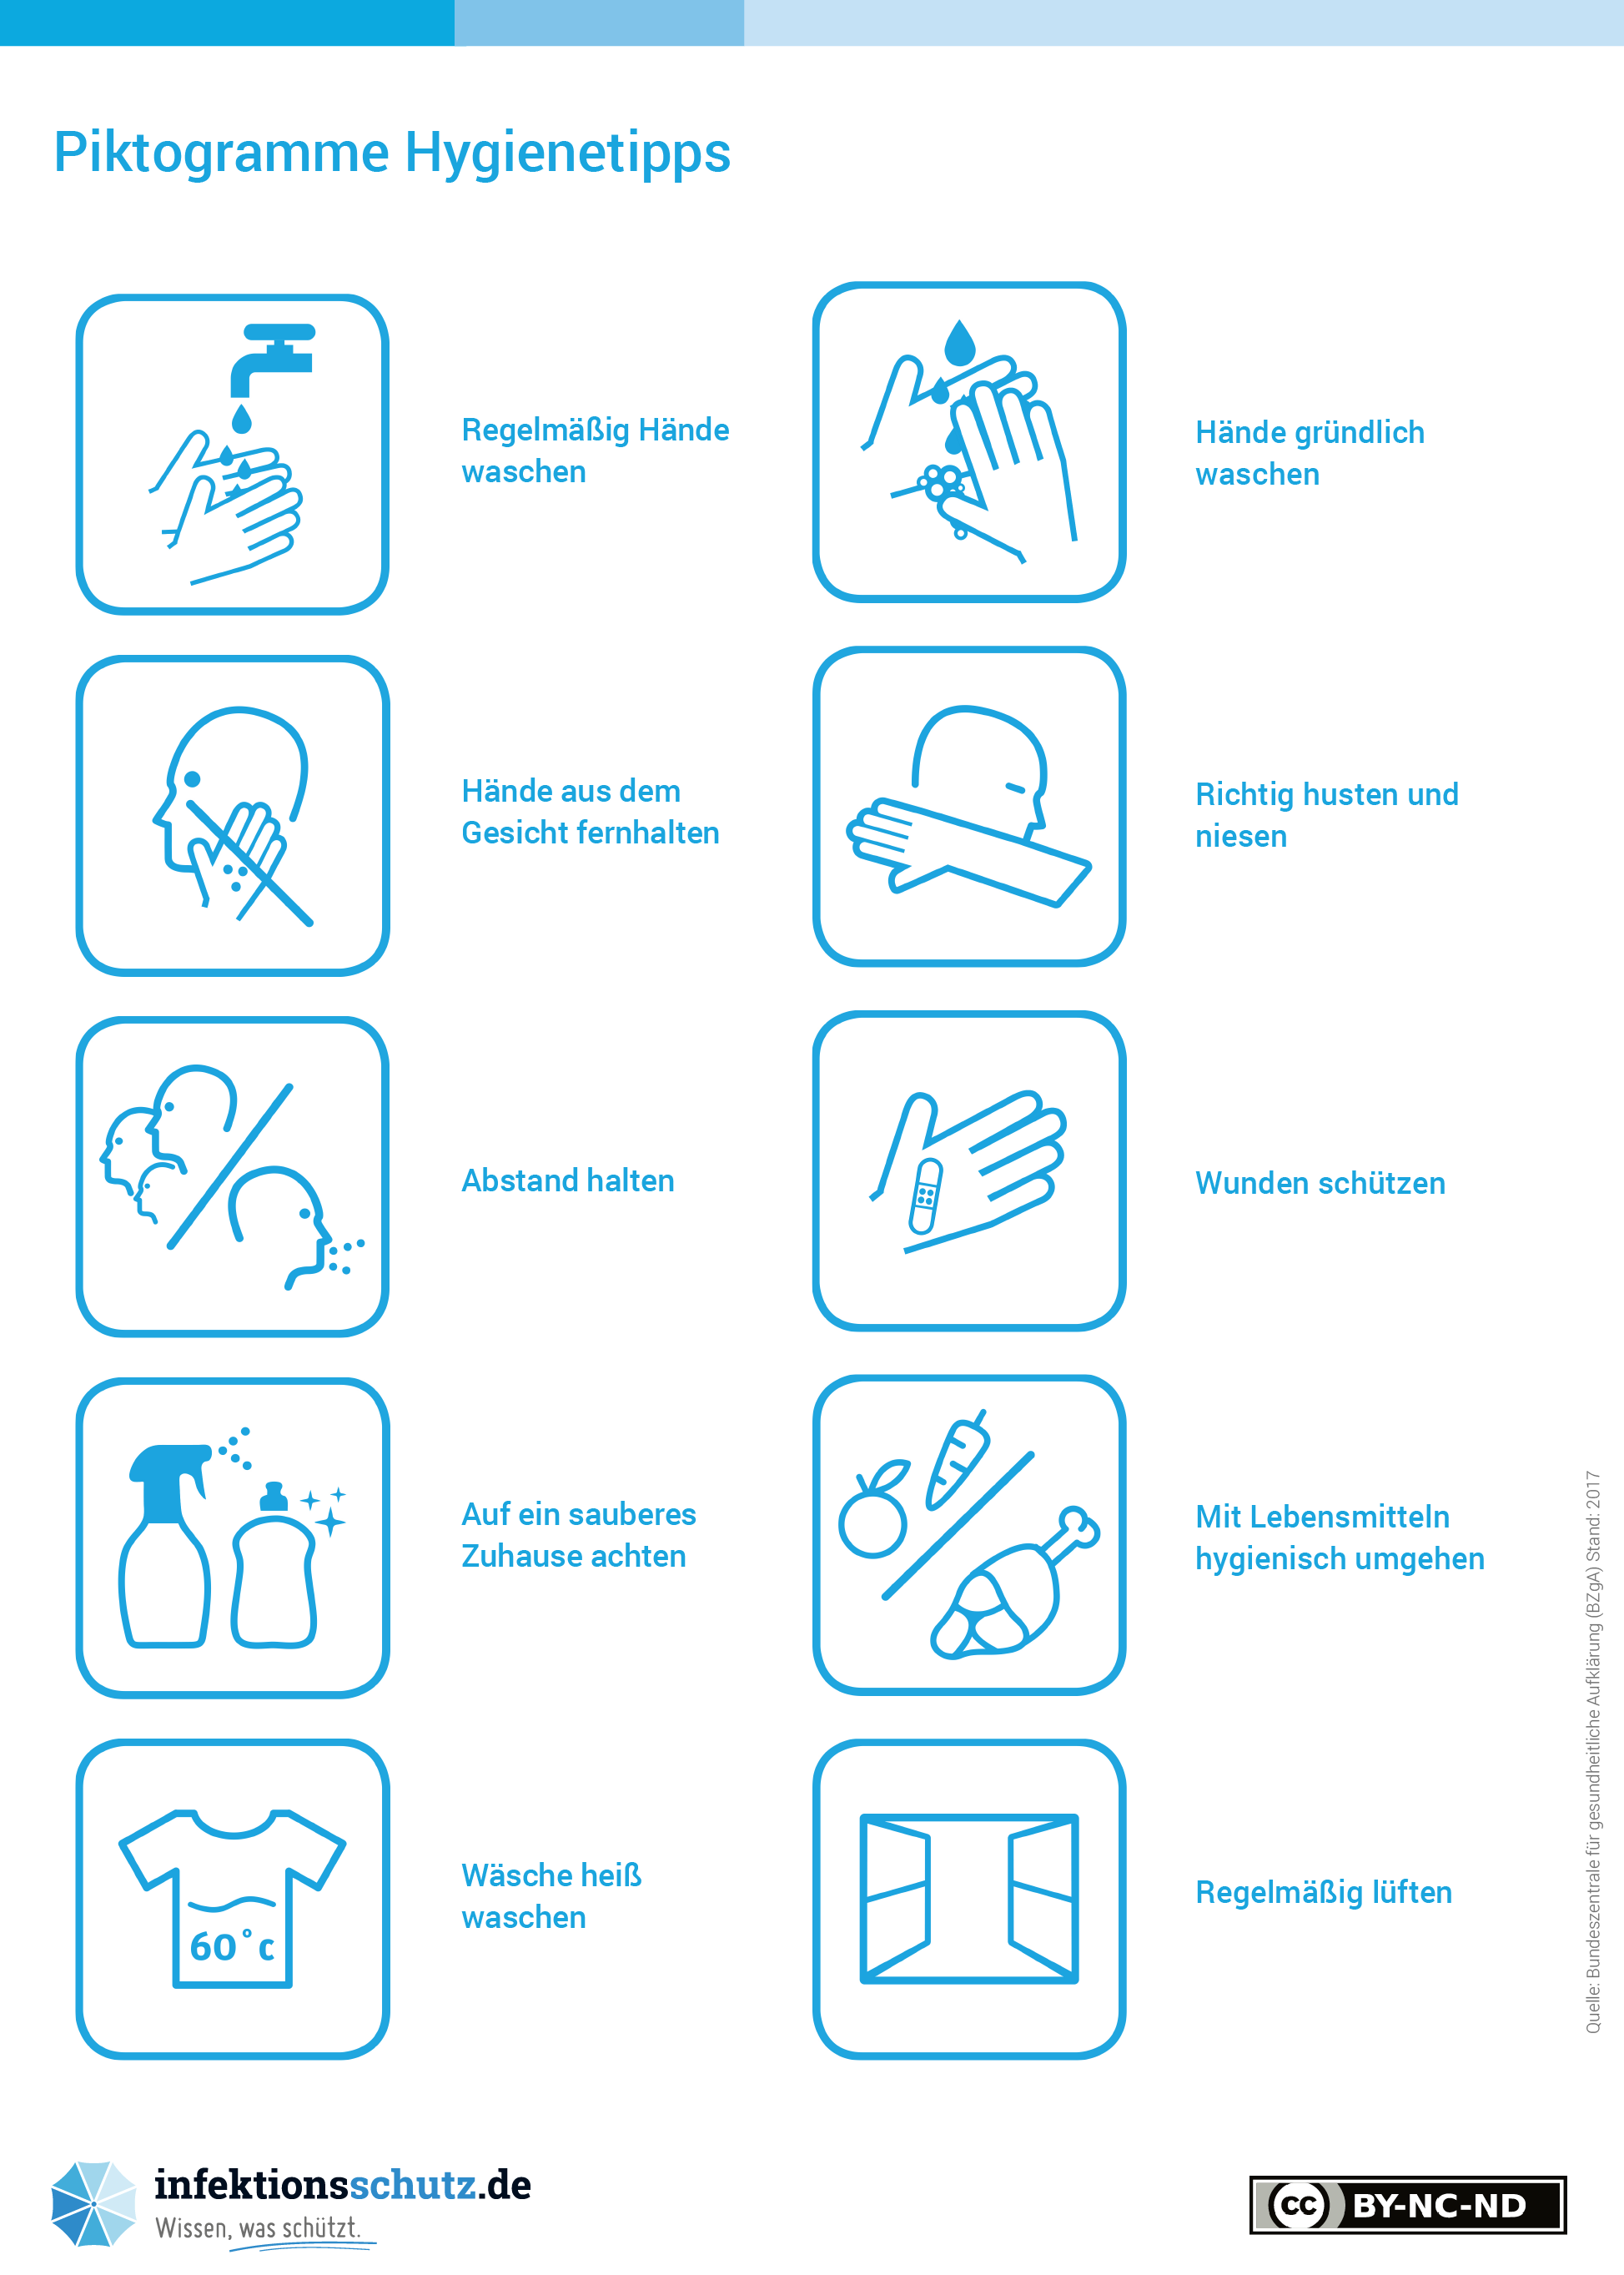 Piktogramme Hygienetipps
Regelmäßig Hände
waschen
Hände gründlich
waschen
Hände aus dem
Gesicht fernhalten
Richtig husten und
niesen
Abstand halten
Wunden schützen
Auf ein sauberes
Zuhause achten
Mit Lebensmitteln
hygienisch umgehen
60°c
Wäsche heiß
waschen
Regelmäßig lüften
Quelle: Bundeszentrale für gesundheitliche Aufklärung (BZgA) Stand: 2017
infektionsschutz.de
Wissen, was schützt.
cc BY-NC-ND